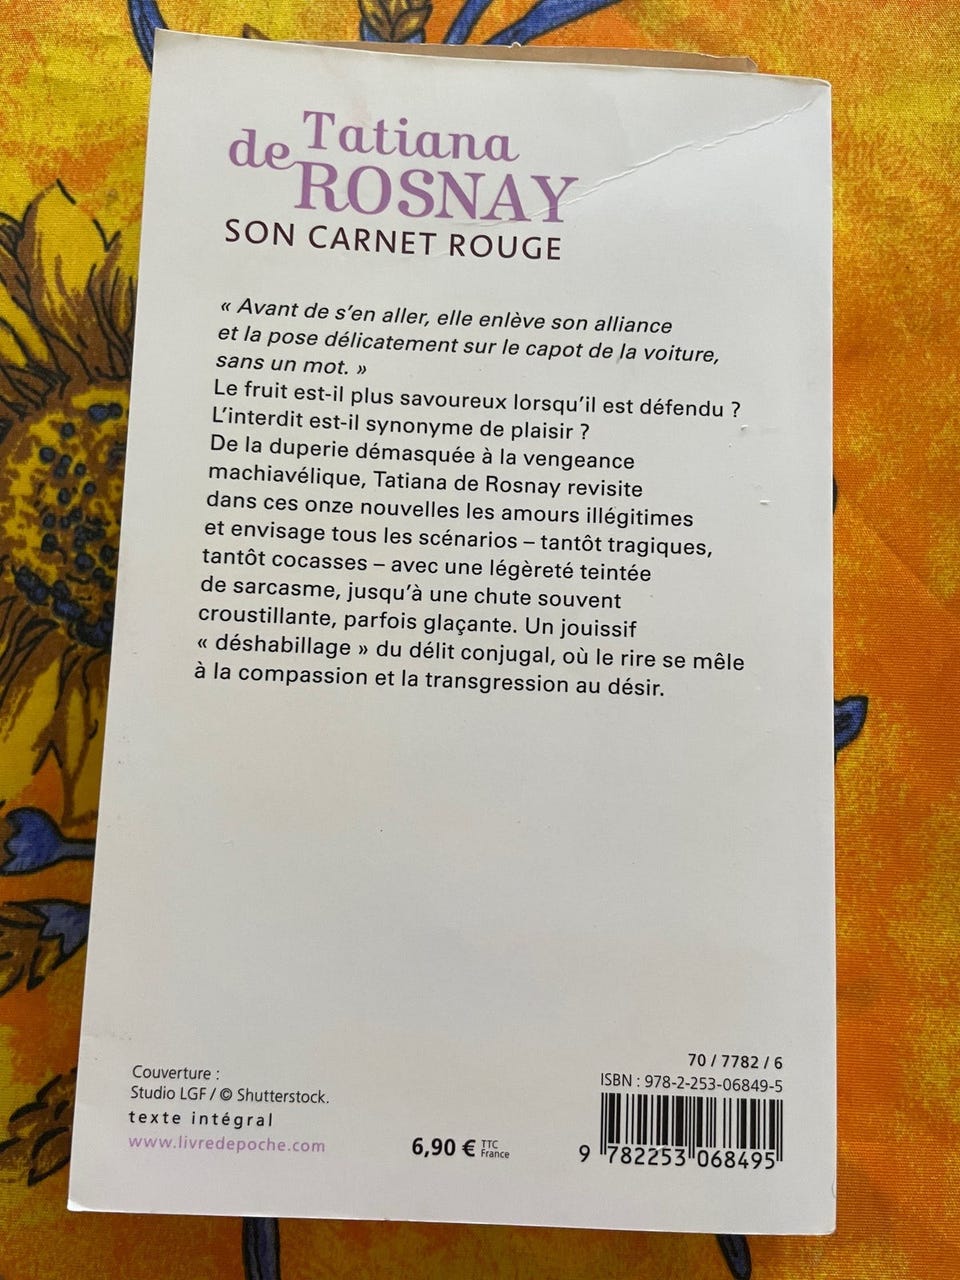 Tatiana
de ROSNAY
SON CARNET ROUGE
« Avant de s'en aller, elle enlève son alliance
et la pose délicatement sur le capot de la voiture,
sans un mot. »
Le fruit est-il plus savoureux lorsqu'il est défendu ?
L'interdit est-il synonyme de plaisir ?
De la duperie démasquée à la vengeance
machiavélique, Tatiana de Rosnay revisite
dans ces onze nouvelles les amours illégitimes
et envisage tous les scénarios – tantôt tragiques,
tantôt cocasses – avec une légèreté teintée
de sarcasme, jusqu'à une chute souvent
croustillante, parfois glaçante. Un jouissif
« déshabillage » du délit conjugal, où le rire se mêle
à la compassion et la transgression au désir.
Couverture :
Studio LGF / © Shutterstock.
texte intégral
www.livredepoche.com
6,90 € TTC France
70 / 7782 / 6
ISBN : 978-2-253-06849-5
9 782253 068495